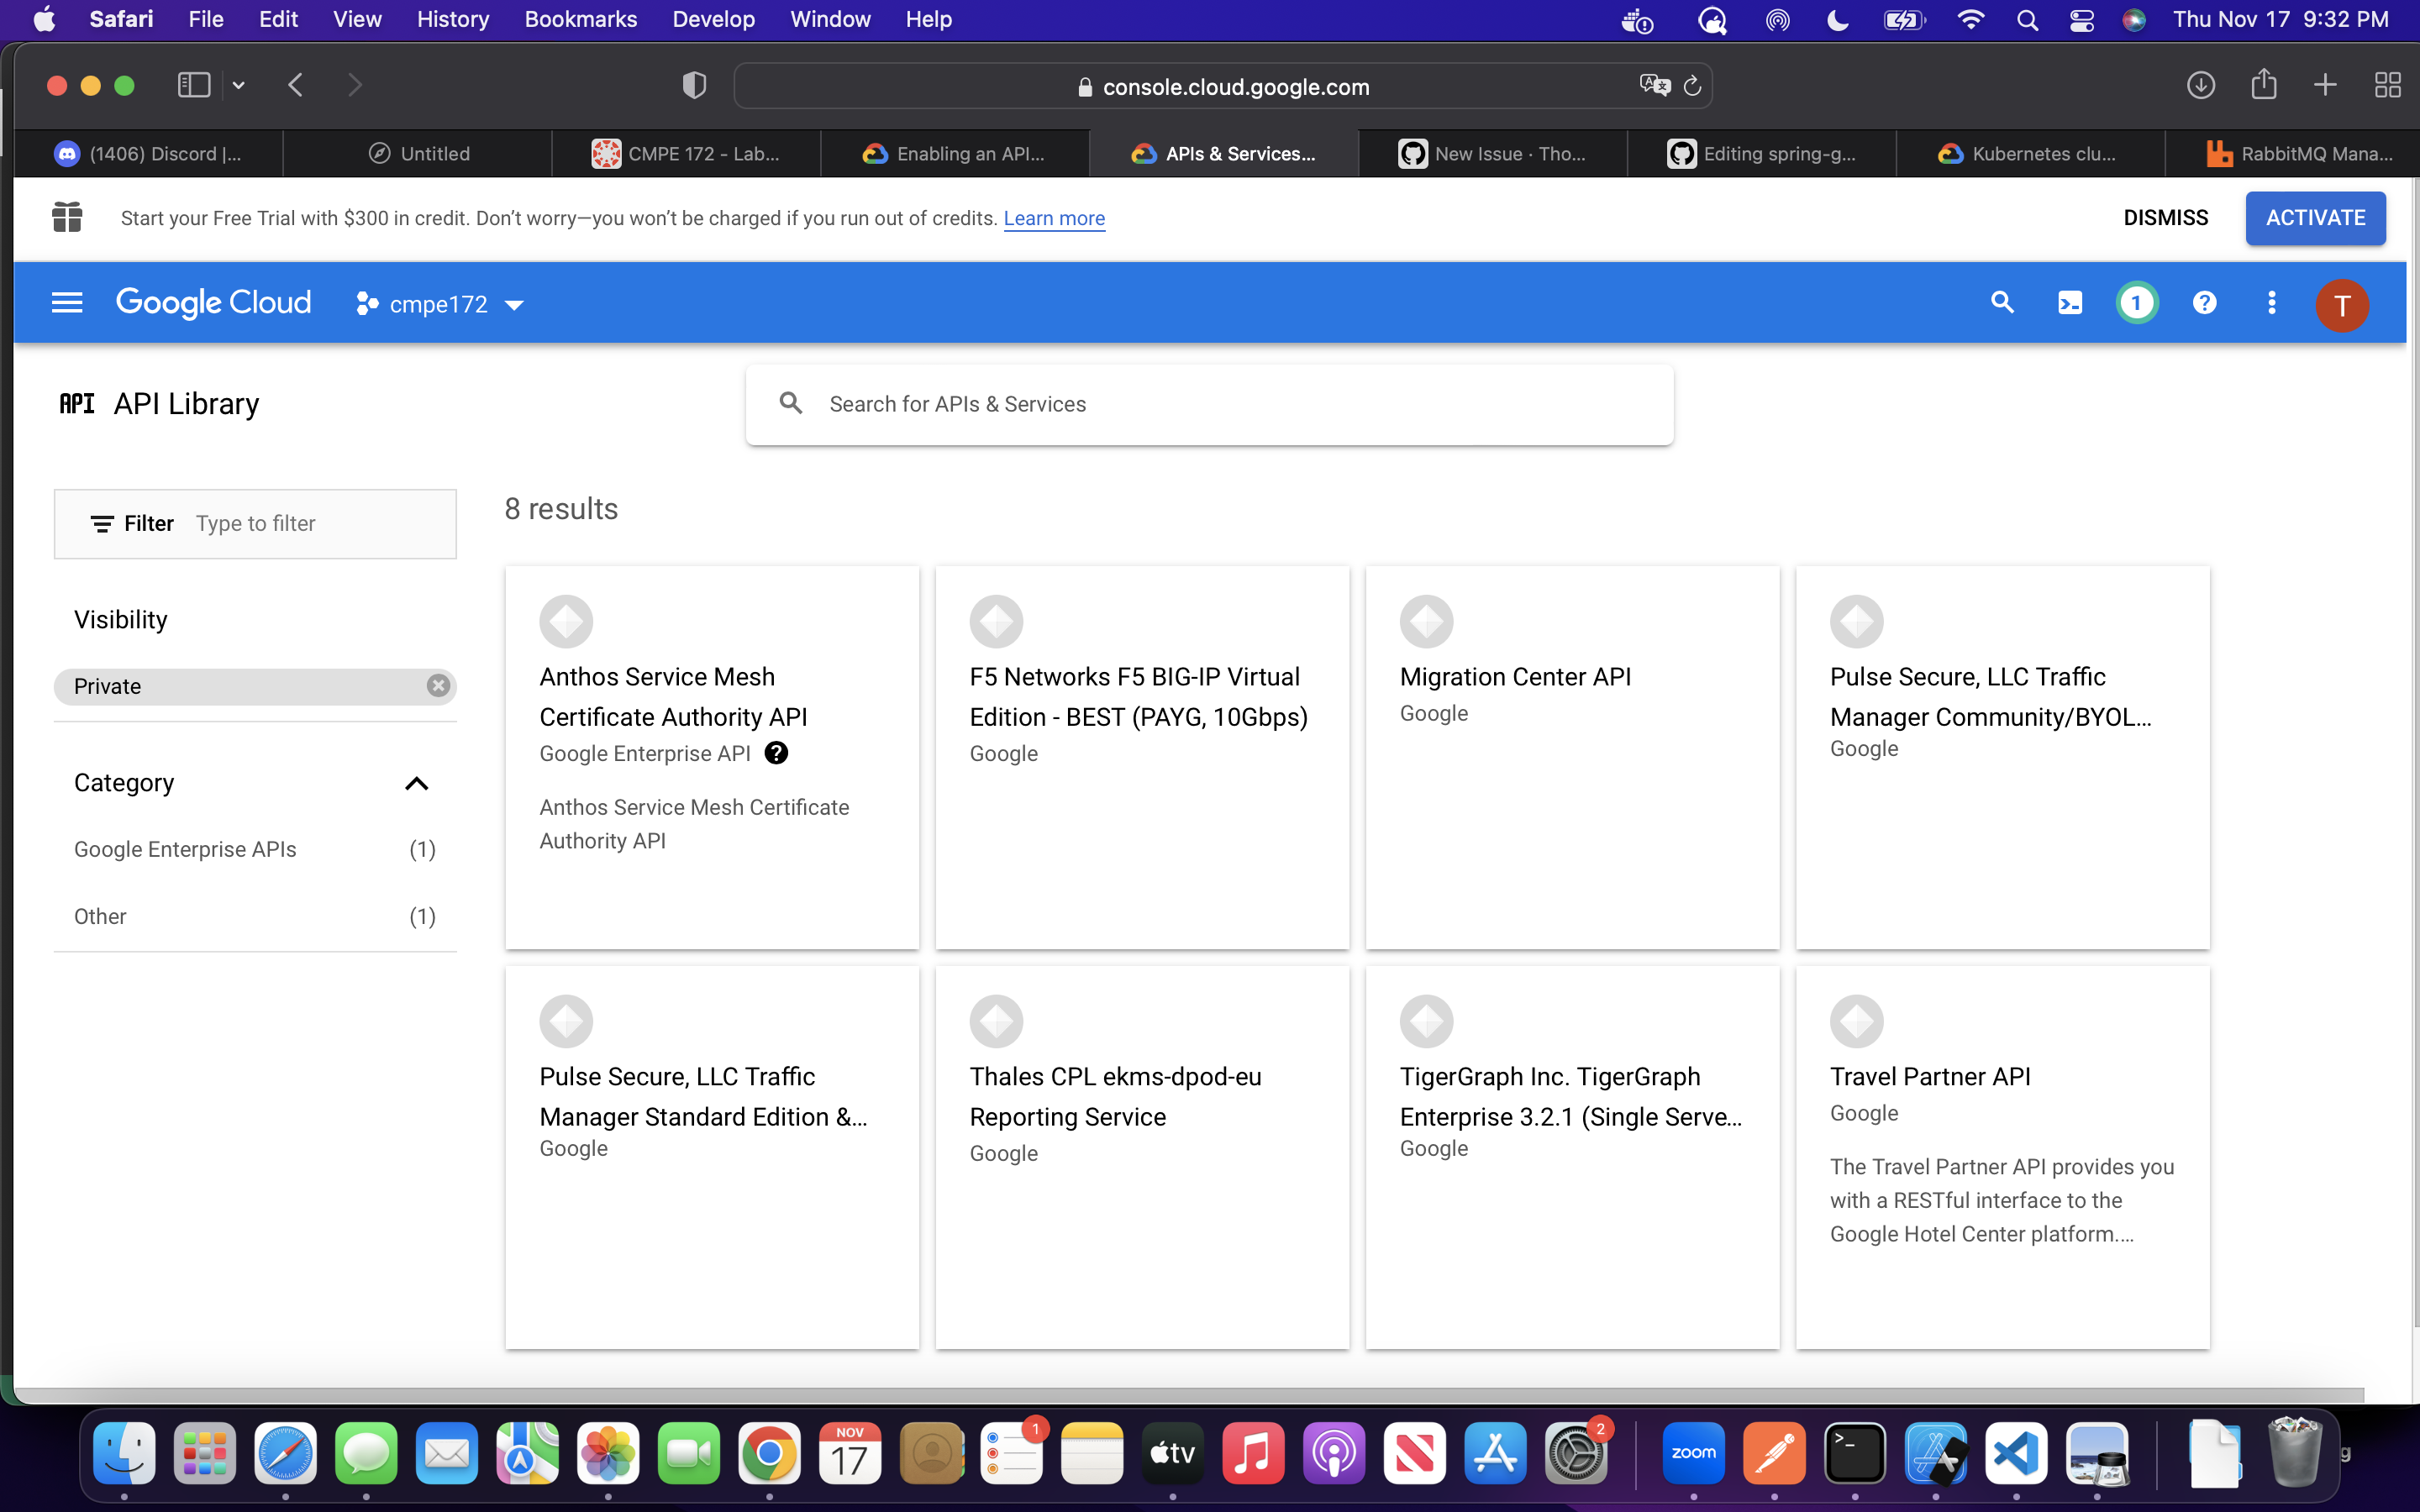 Safari File Edit View History Bookmarks Develop Window Help Thu Nov 17 9:32 PM
console.cloud.google.com
(1406) Discord |... Untitled CMPE 172 - Lab... Enabling an API... APIs & Services... New Issue · Tho... Editing spring-g... Kubernetes clu... RabbitMQ Mana...
Start your Free Trial with $300 in credit. Don’t worry—you won’t be charged if you run out of credits. Learn more DISMISS ACTIVATE
Google Cloud cmpe172 1 ? T
API API Library Search for APIs & Services
Filter Type to filter
8 results
Visibility
Private
Category
Google Enterprise APIs (1)
Other (1)
Anthos Service Mesh
Certificate Authority API
Google Enterprise API ?
Anthos Service Mesh Certificate
Authority API
F5 Networks F5 BIG-IP Virtual
Edition - BEST (PAYG, 10Gbps)
Google
Migration Center API
Google
Pulse Secure, LLC Traffic
Manager Community/BYOL...
Google
Pulse Secure, LLC Traffic
Manager Standard Edition &...
Google
Thales CPL ekms-dpod-eu
Reporting Service
Google
TigerGraph Inc. TigerGraph
Enterprise 3.2.1 (Single Serve...
Google
Travel Partner API
Google
The Travel Partner API provides you
with a RESTful interface to the
Google Hotel Center platform....
NOV
17
1
tv
2
zoom
>_
g